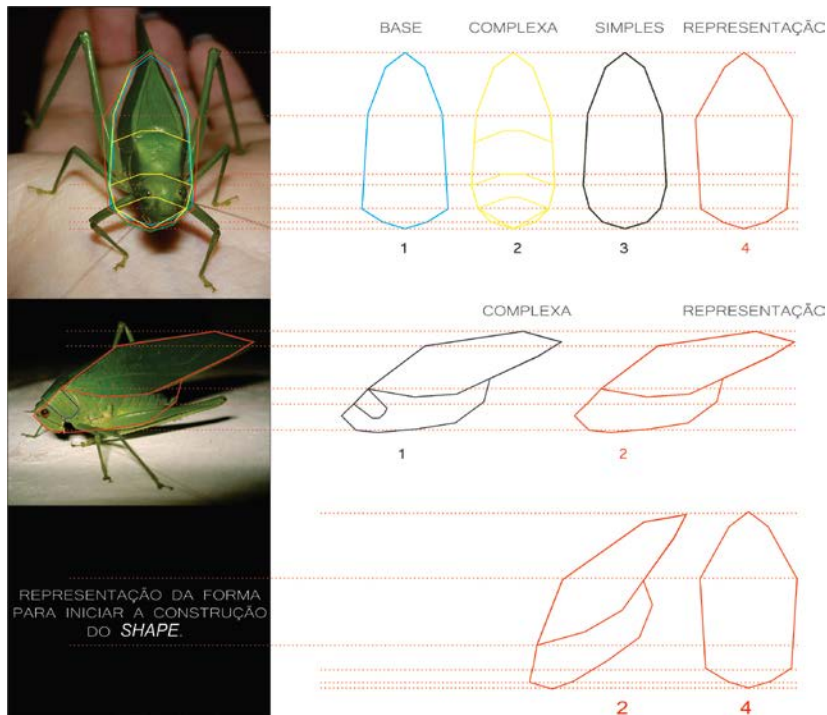 BASE COMPLEXA SIMPLES REPRESENTAÇÃO
1 2 3 4
COMPLEXA REPRESENTAÇÃO
1 2
REPRESENTAÇÃO DA FORMA
PARA INICIAR A CONSTRUÇÃO
DO SHAPE.
2 4